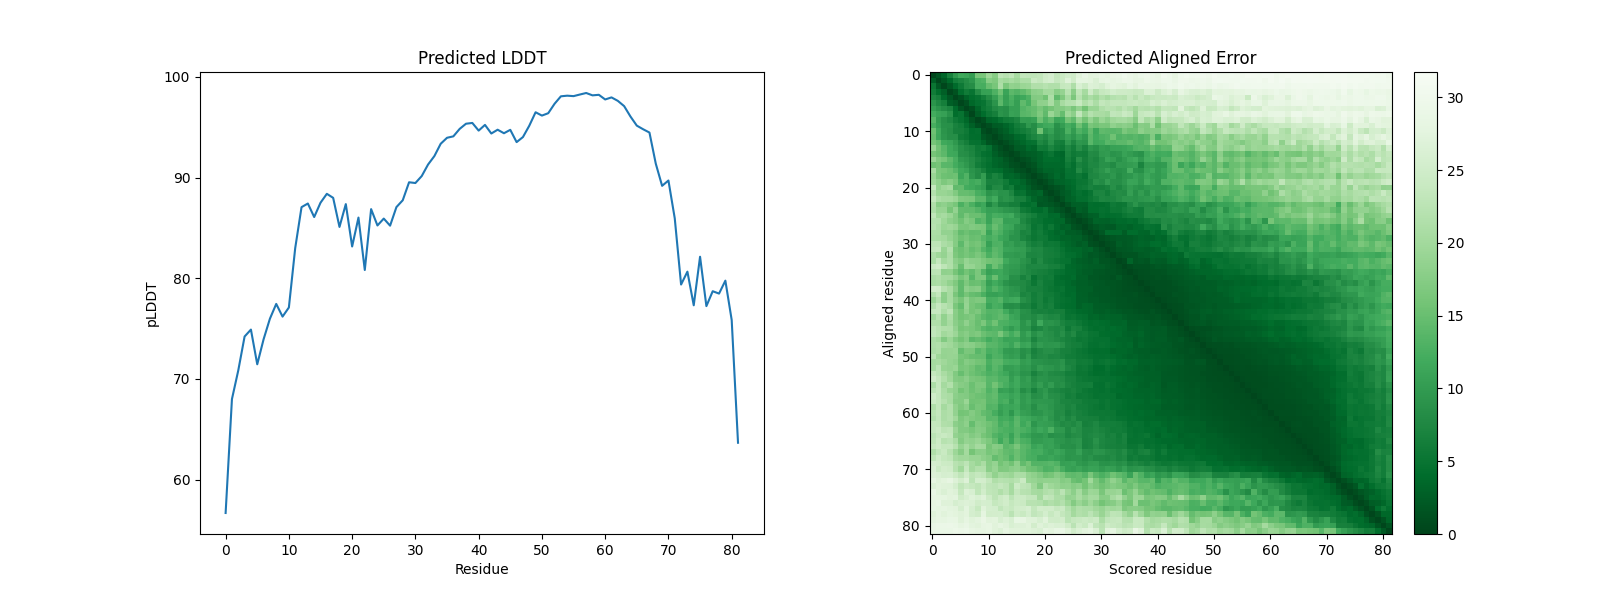 Predicted LDDT
100
90
80
70
60
pLDDT
0 10 20 30 40 50 60 70 80
Residue
Predicted Aligned Error
0
10
20
30
40
50
60
70
80
Aligned residue
0 10 20 30 40 50 60 70 80
Scored residue
30
25
20
15
10
5
0